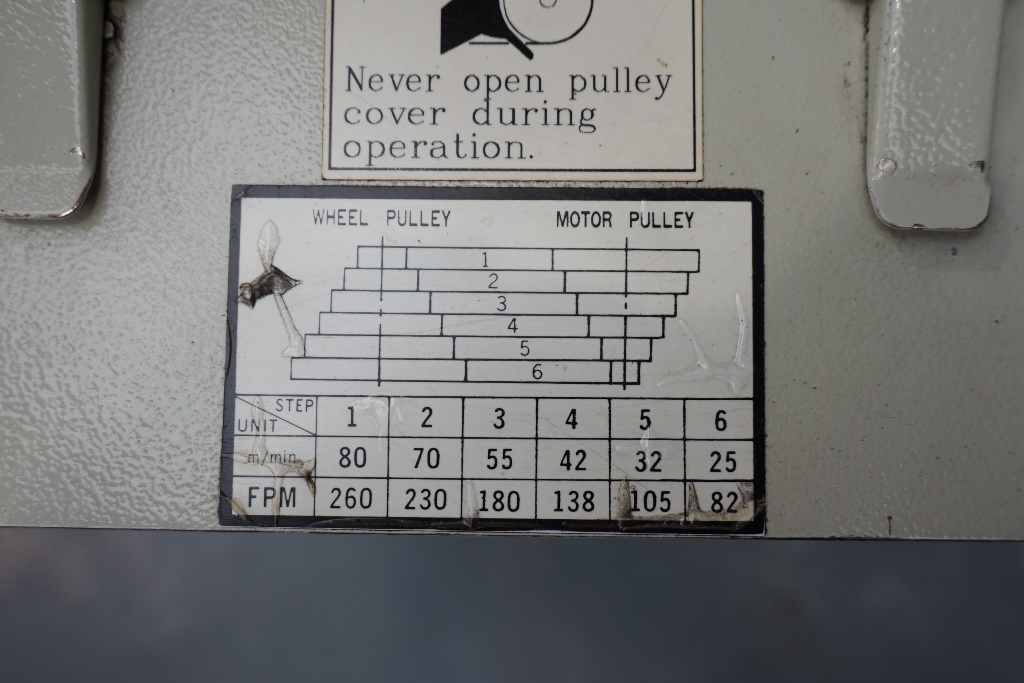 Never open pulley
cover during
operation.
WHEEL PULLEY MOTOR PULLEY
1
2
3
4
5
6
STEP
UNIT 1 2 3 4 5 6
m/min 80 70 55 42 32 25
FPM 260 230 180 138 105 82